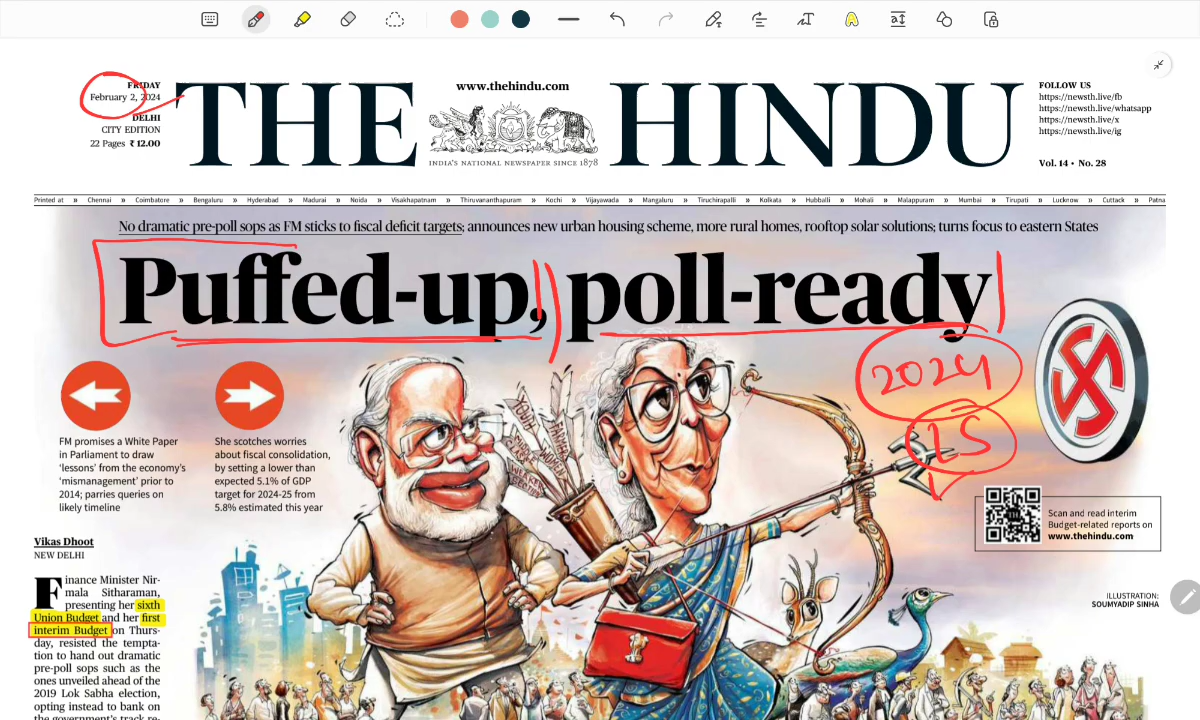 FRIDAY
February 2, 2024
DELHI
CITY EDITION
22 Pages ₹ 12.00
THE HINDU
www.thehindu.com
INDIA'S NATIONAL NEWSPAPER SINCE 1878
FOLLOW US
https://newsth.live/fb
https://newsth.live/whatsapp
https://newsth.live/x
https://newsth.live/ig
Vol. 14 • No. 28
Printed at » Chennai » Coimbatore » Bengaluru » Hyderabad » Madurai » Noida » Visakhapatnam » Thiruvananthapuram » Kochi » Vijayawada » Mangaluru » Tiruchirapalli » Kolkata » Hubballi » Mohali » Malappuram » Mumbai » Tirupati » Lucknow » Cuttack » Patna
No dramatic pre-poll sops as FM sticks to fiscal deficit targets; announces new urban housing scheme, more rural homes, rooftop solar solutions; turns focus to eastern States
Puffed-up, poll-ready
2024
15
FM promises a White Paper
in Parliament to draw
‘lessons’ from the economy’s
‘mismanagement’ prior to
2014; parries queries on
likely timeline
She scotches worries
about fiscal consolidation,
by setting a lower than
expected 5.1% of GDP
target for 2024-25 from
5.8% estimated this year
YOUTH
WOMEN
Scan and read interim
Budget-related reports on
www.thehindu.com
ILLUSTRATION:
SOUMYADIP SINHA
Vikas Dhoot
NEW DELHI
Finance Minister Nir-
mala Sitharaman,
presenting her sixth
Union Budget and her first
interim Budget on Thurs-
day, resisted the tempta-
tion to hand out dramatic
pre-poll sops such as the
ones unveiled ahead of the
2019 Lok Sabha election,
opting instead to bank on
the government’s track re-